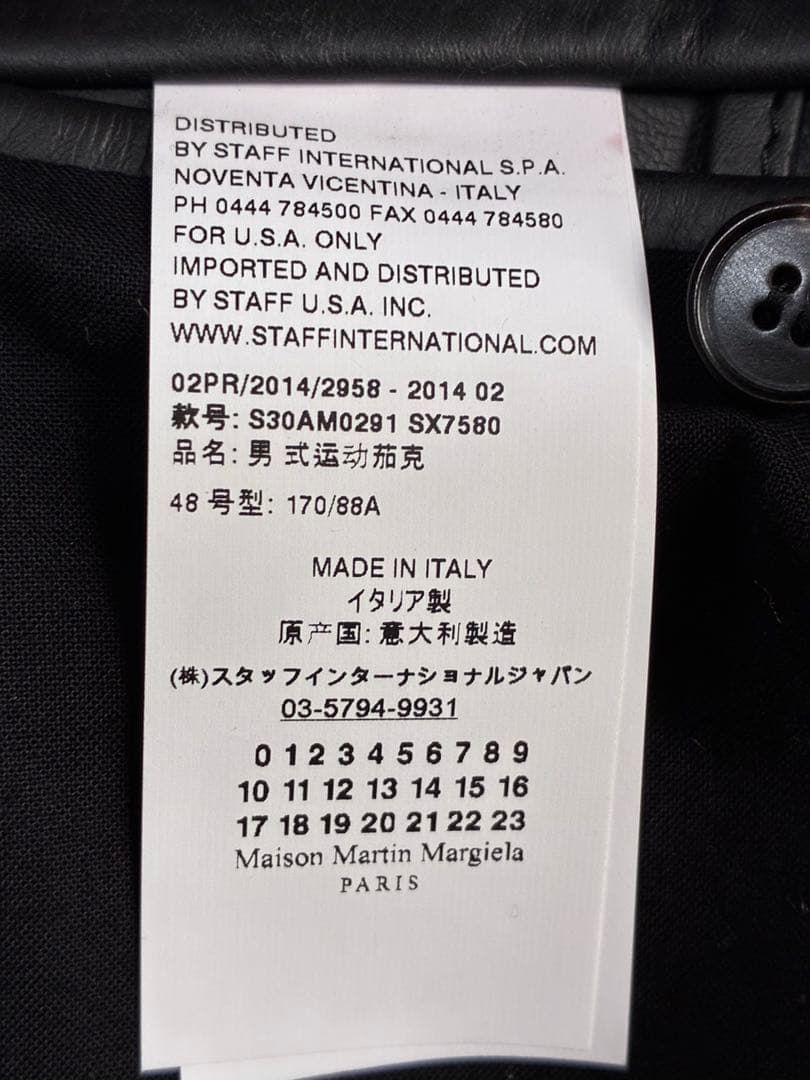 DISTRIBUTED
BY STAFF INTERNATIONAL S.P.A.
NOVENTA VICENTINA - ITALY
PH 0444 784500 FAX 0444 784580
FOR U.S.A. ONLY
IMPORTED AND DISTRIBUTED
BY STAFF U.S.A. INC.
WWW.STAFFINTERNATIONAL.COM
02PR/2014/2958 - 2014 02
款号: S30AM0291 SX7580
品名: 男 式运动茄克
48 号型: 170/88A
MADE IN ITALY
イタリア製
原产国: 意大利製造
(株)スタッフインターナショナルジャパン
03-5794-9931
0 1 2 3 4 5 6 7 8 9
10 11 12 13 14 15 16
17 18 19 20 21 22 23
Maison Martin Margiela
PARIS